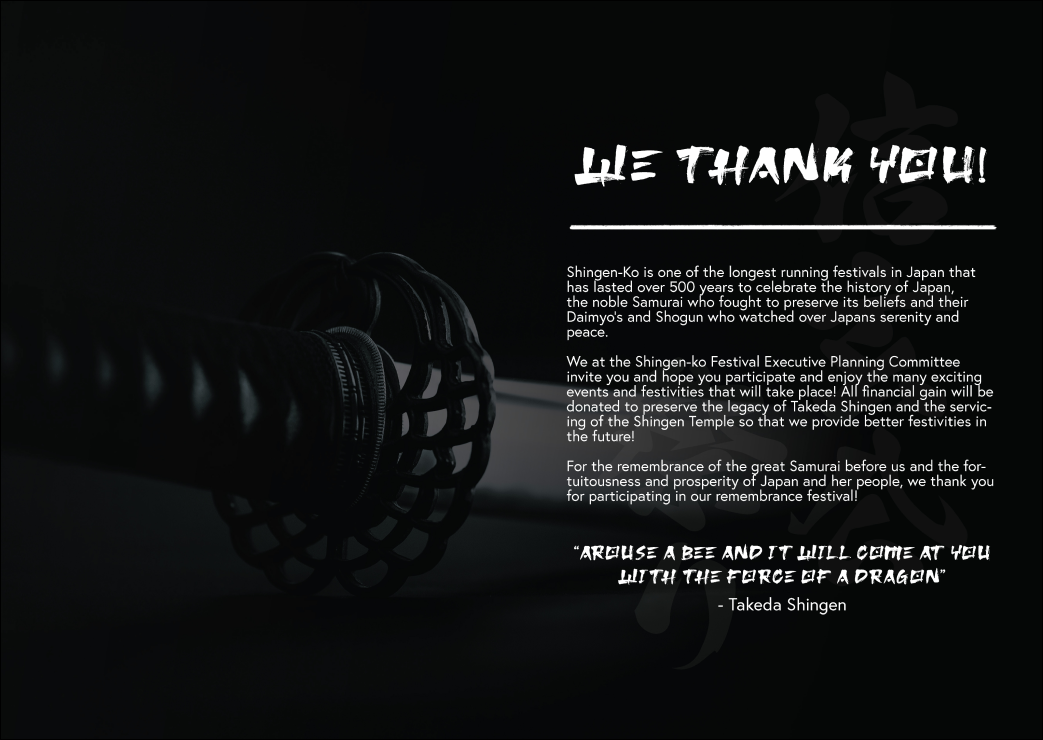 WE THANK YOU!
Shingen-Ko is one of the longest running festivals in Japan that
has lasted over 500 years to celebrate the history of Japan,
the noble Samurai who fought to preserve its beliefs and their
Daimyo's and Shogun who watched over Japans serenity and
peace.
We at the Shingen-ko Festival Executive Planning Committee
invite you and hope you participate and enjoy the many exciting
events and festivities that will take place! All financial gain will be
donated to preserve the legacy of Takeda Shingen and the servic-
ing of the Shingen Temple so that we provide better festivities in
the future!
For the remembrance of the great Samurai before us and the for-
tuitousness and prosperity of Japan and her people, we thank you
for participating in our remembrance festival!
"AROUSE A BEE AND IT WILL COME AT YOU
WITH THE FORCE OF A DRAGON"
- Takeda Shingen